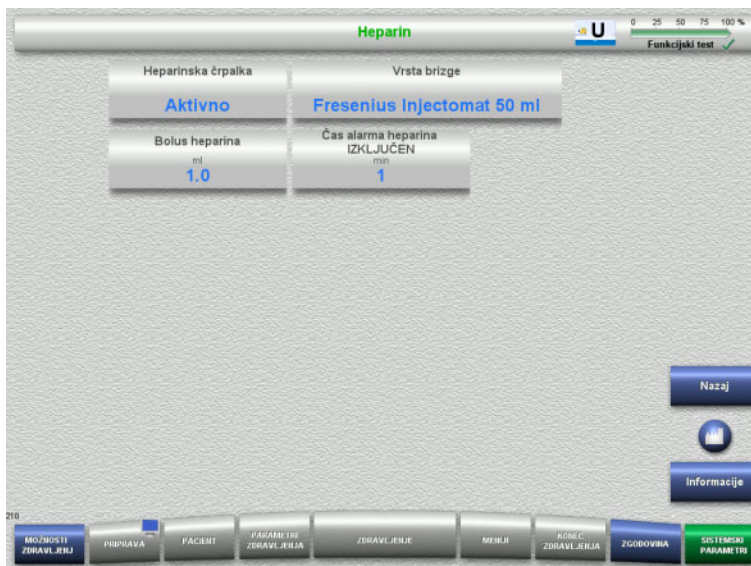 Heparin
U
0 25 50 75 100 %
Funkcijski test
Heparinska črpalka
Aktivno
Vrsta brizge
Fresenius Injectomat 50 ml
Bolus heparina
ml
1.0
Čas alarma heparina
IZKLJUČEN
min
1
Nazaj
Informacije
210
MOŽNOSTI
ZDRAVLJENJ
PRIPRAVA
PACIENT
PARAMETRI
ZDRAVLJENJA
ZDRAVLJENJE
MENIJI
KONEC
ZDRAVLJENJA
ZGODOVINA
SISTEMSKI
PARAMETRI